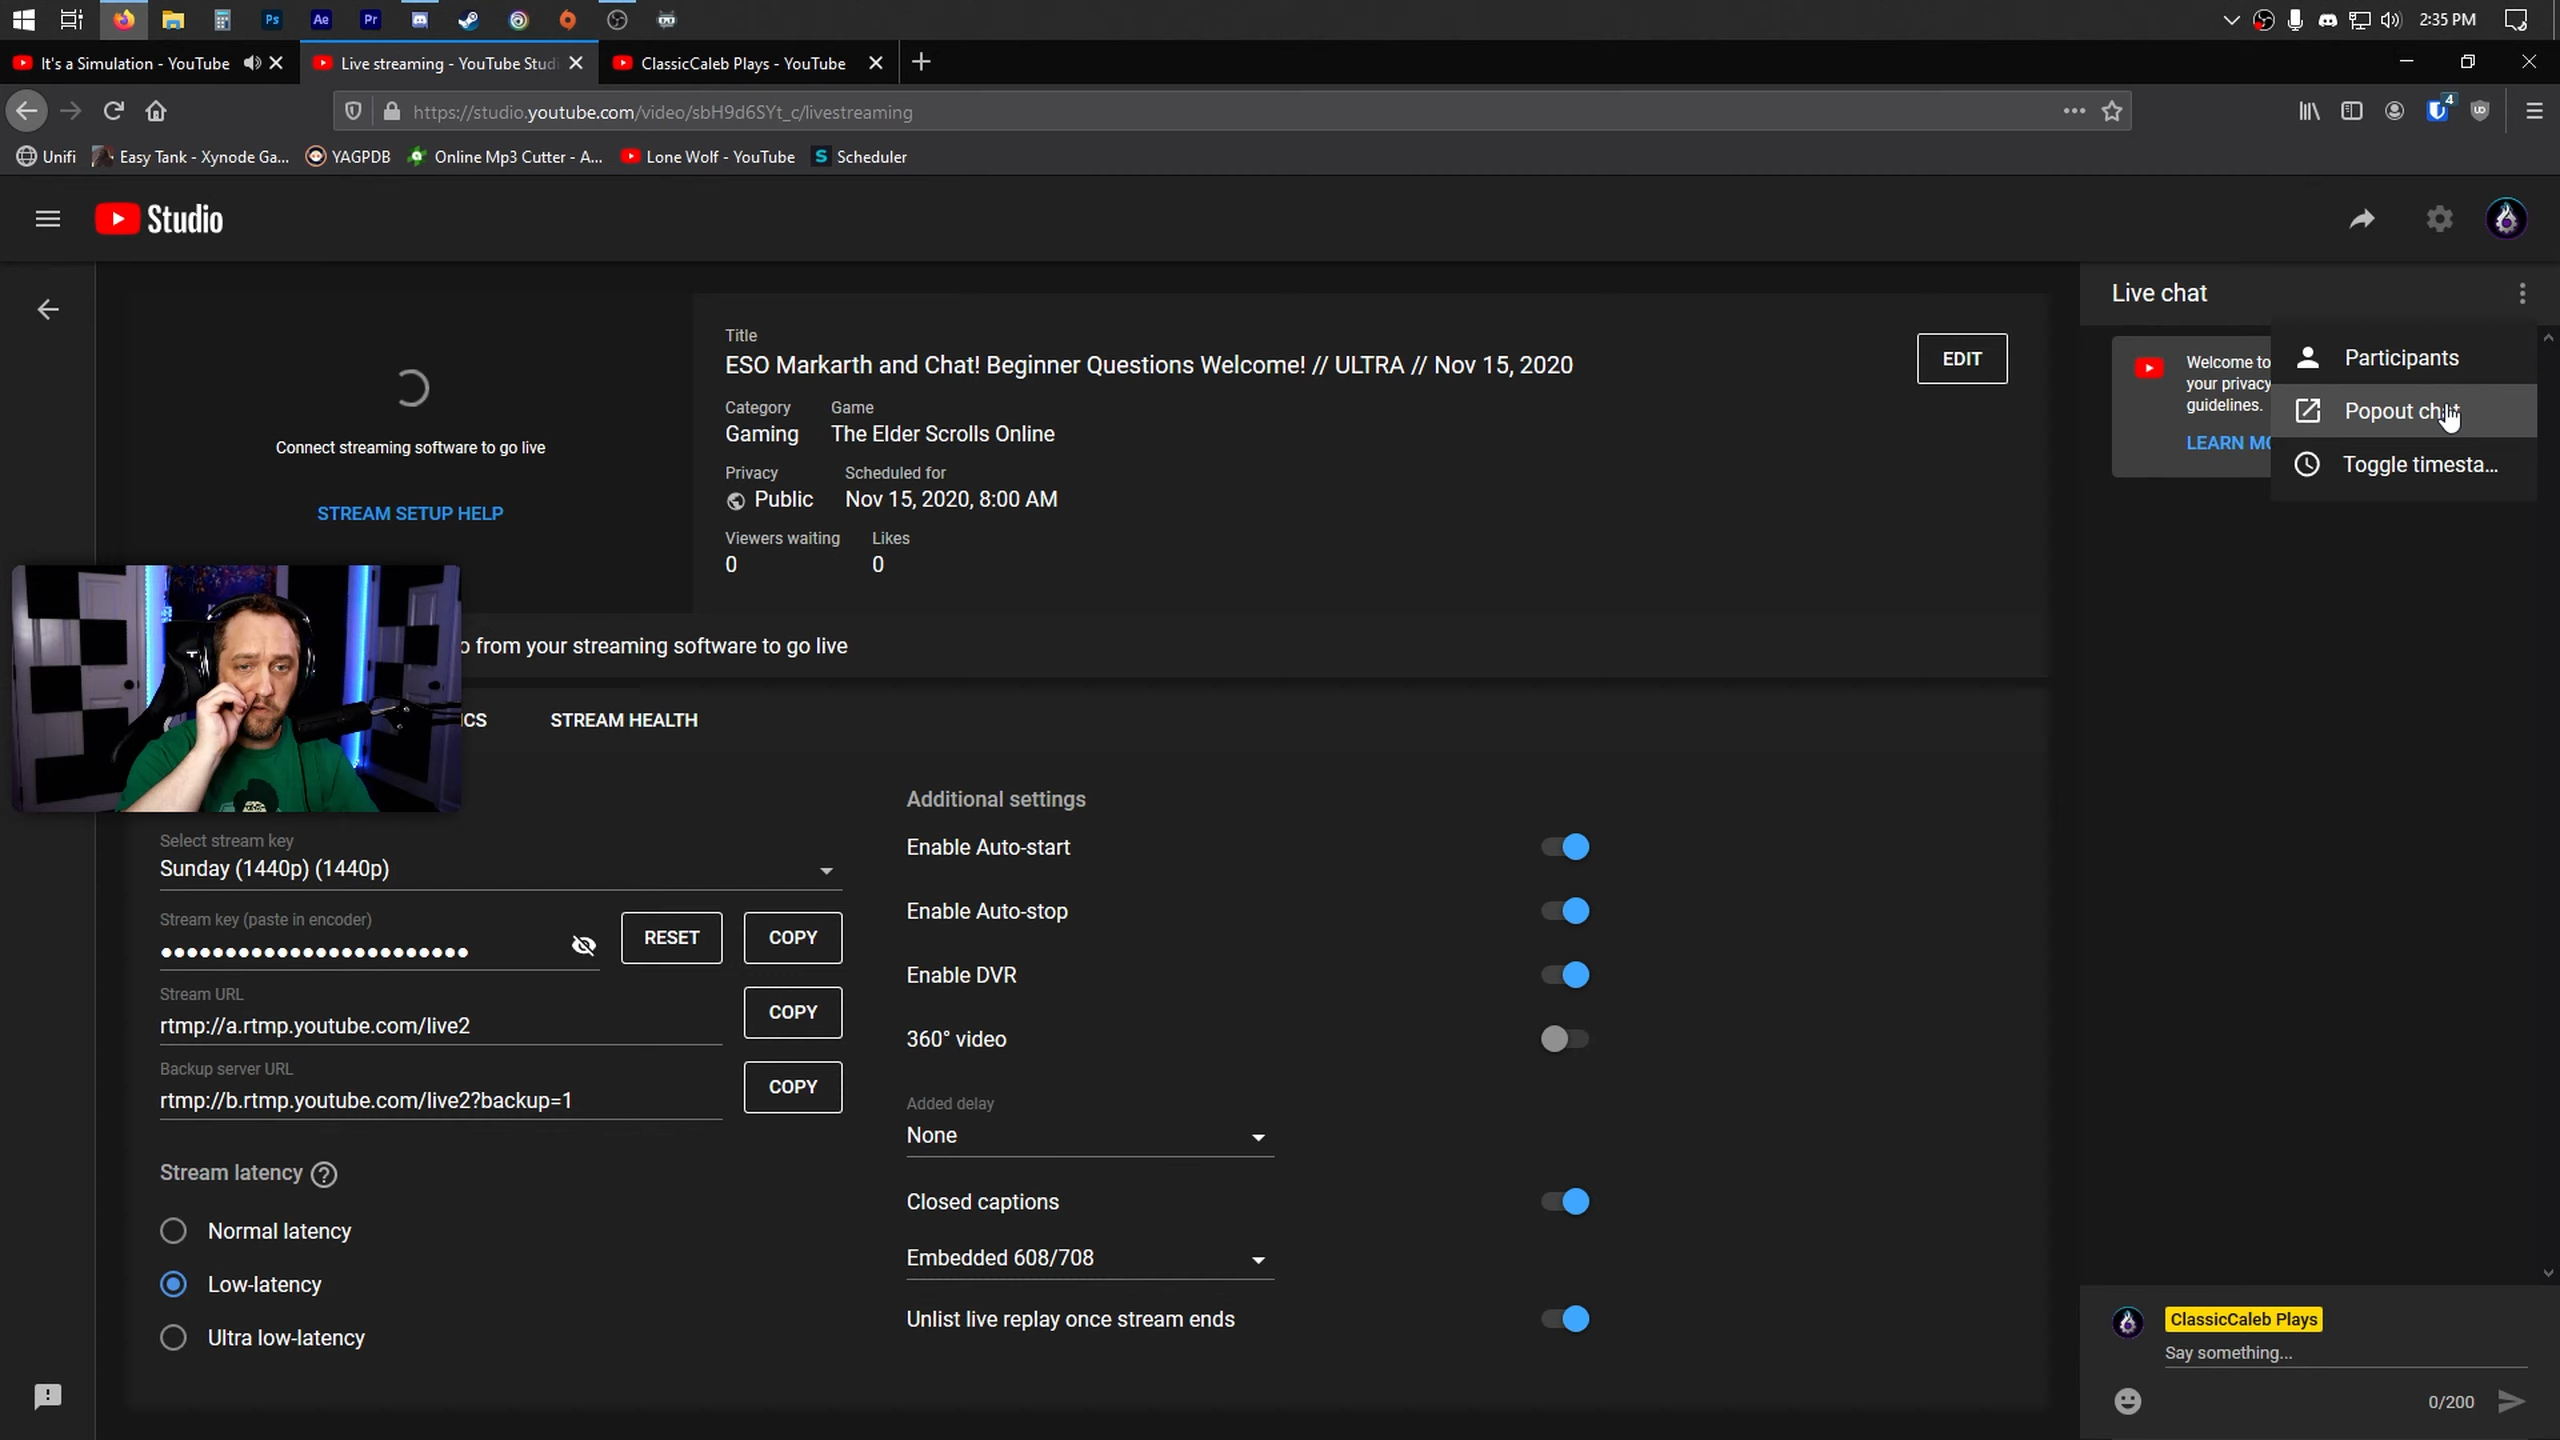 Ps
Ae
Pr
2:35 PM
It's a Simulation - YouTube
Live streaming - YouTube Studi
ClassicCaleb Plays - YouTube
https://studio.youtube.com/video/sbH9d6SYt_c/livestreaming
4
Unifi
Easy Tank - Xynode Ga...
YAGPDB
Online Mp3 Cutter - A...
Lone Wolf - YouTube
S Scheduler
Studio
Connect streaming software to go live
STREAM SETUP HELP
Title
ESO Markarth and Chat! Beginner Questions Welcome! // ULTRA // Nov 15, 2020
EDIT
Category
Game
Gaming
The Elder Scrolls Online
Privacy
Scheduled for
Public
Nov 15, 2020, 8:00 AM
Viewers waiting
Likes
0
0
o from your streaming software to go live
ICS
STREAM HEALTH
Select stream key
Sunday (1440p) (1440p)
Stream key (paste in encoder)
RESET
COPY
Stream URL
rtmp://a.rtmp.youtube.com/live2
COPY
Backup server URL
rtmp://b.rtmp.youtube.com/live2?backup=1
COPY
Stream latency ?
Normal latency
Low-latency
Ultra low-latency
Additional settings
Enable Auto-start
Enable Auto-stop
Enable DVR
360° video
Added delay
None
Closed captions
Embedded 608/708
Unlist live replay once stream ends
Live chat
Welcome to
your privacy
guidelines.
LEARN MO
Participants
Popout chat
Toggle timesta...
ClassicCaleb Plays
Say something...
0/200